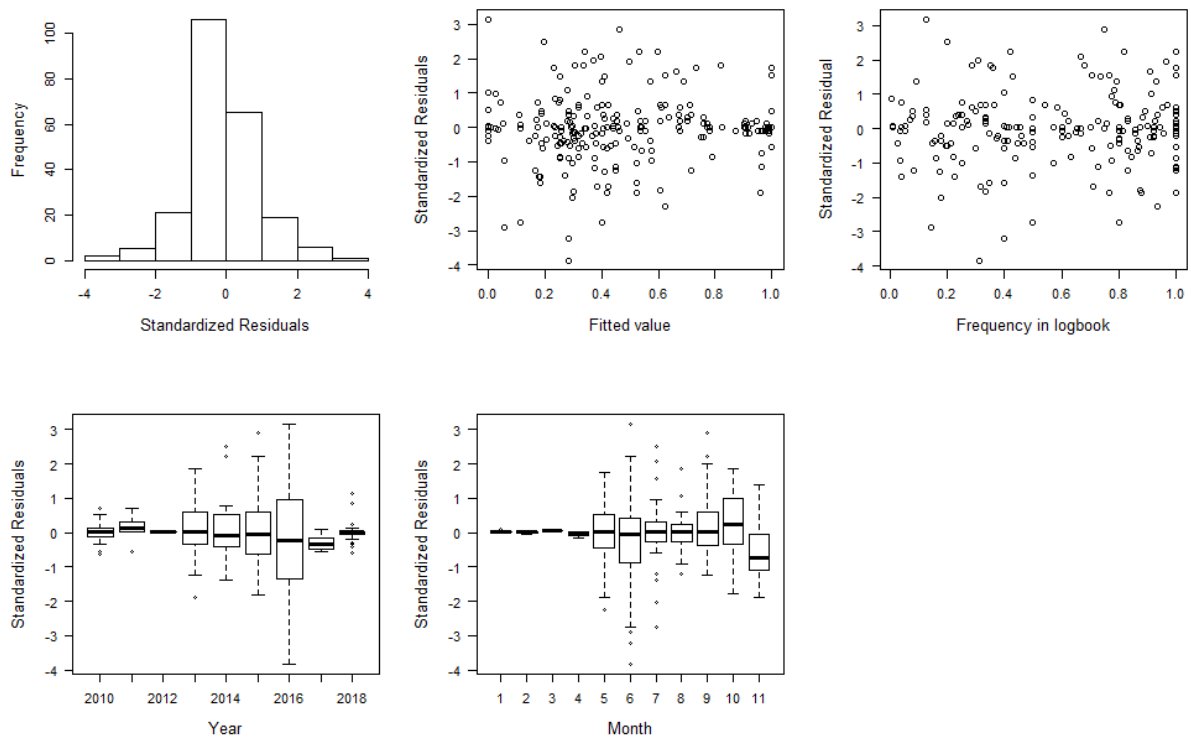 100
80
60
40
20
0
Frequency
-4 -2 0 2 4
Standardized Residuals
3
2
1
0
-1
-2
-3
-4
Standardized Residuals
0.0 0.2 0.4 0.6 0.8 1.0
Fitted value
3
2
1
0
-1
-2
-3
-4
Standardized Residual
0.0 0.2 0.4 0.6 0.8 1.0
Frequency in logbook
3
2
1
0
-1
-2
-3
-4
Standardized Residuals
2010 2012 2014 2016 2018
Year
3
2
1
0
-1
-2
-3
-4
Standardized Residuals
1 2 3 4 5 6 7 8 9 10 11
Month